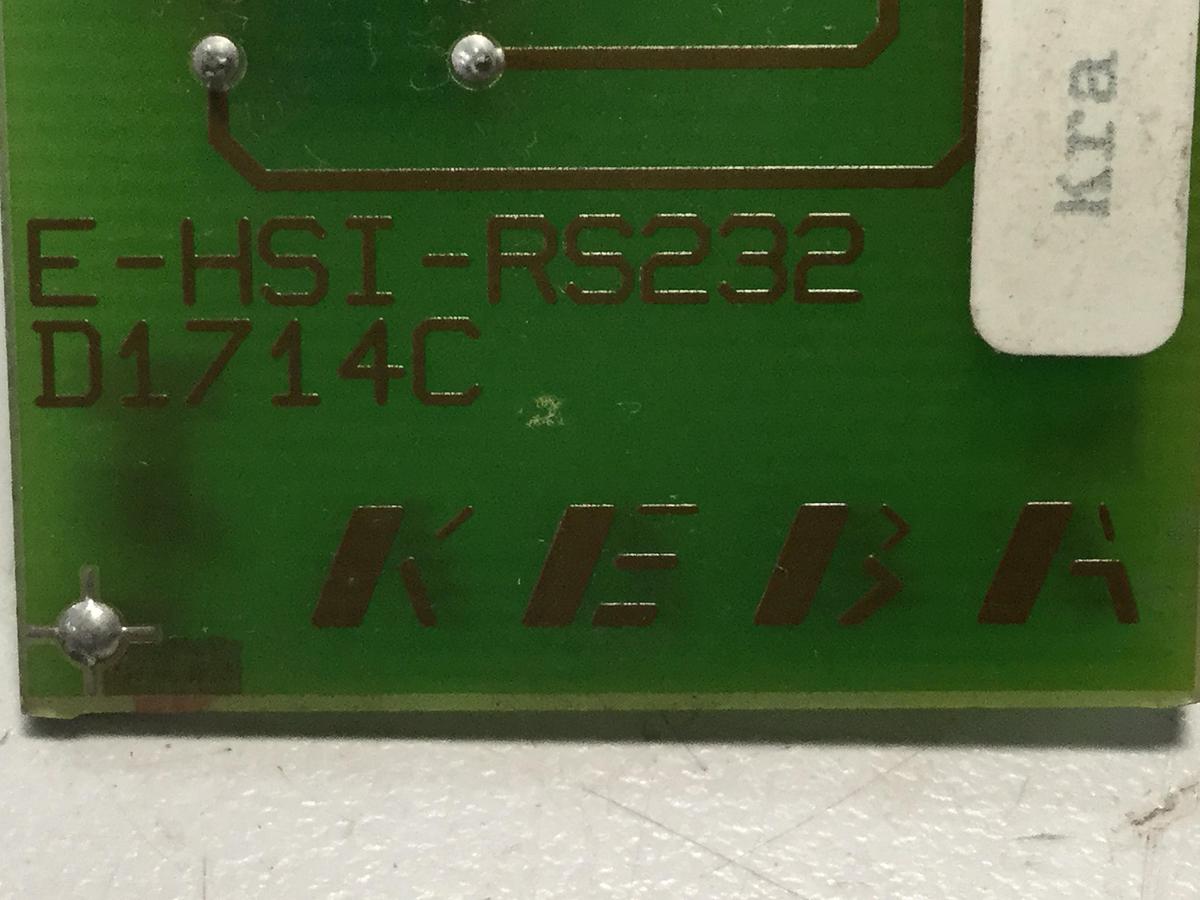 Kra
E-HSI-RS232
D1714C
KEBA